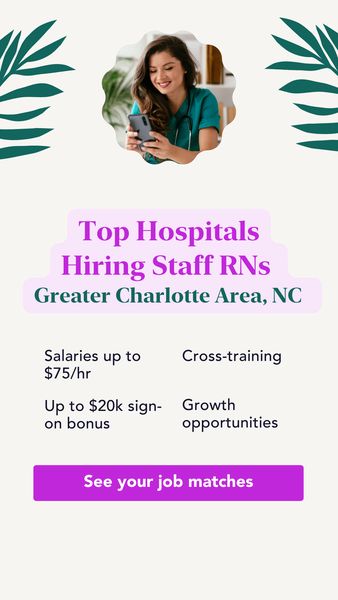 Top Hospitals
Hiring Staff RNs
Greater Charlotte Area, NC
Salaries up to
$75/hr
Cross-training
Up to $20k sign-
on bonus
Growth
opportunities
See your job matches